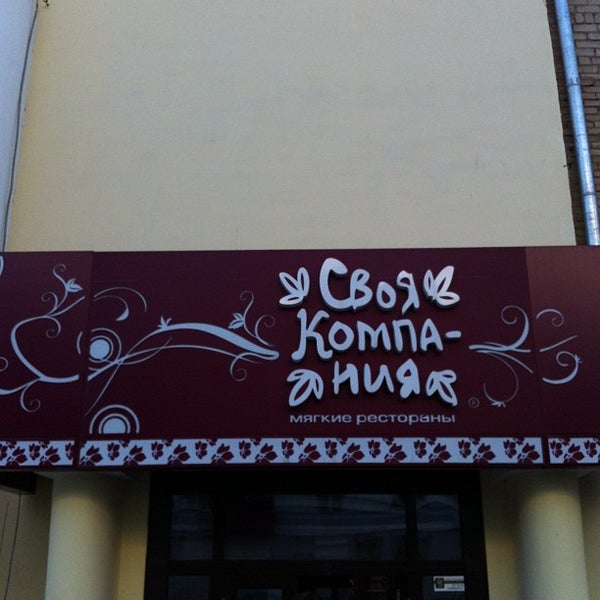 Своя
Компа-
ния
®
мягкие рестораны